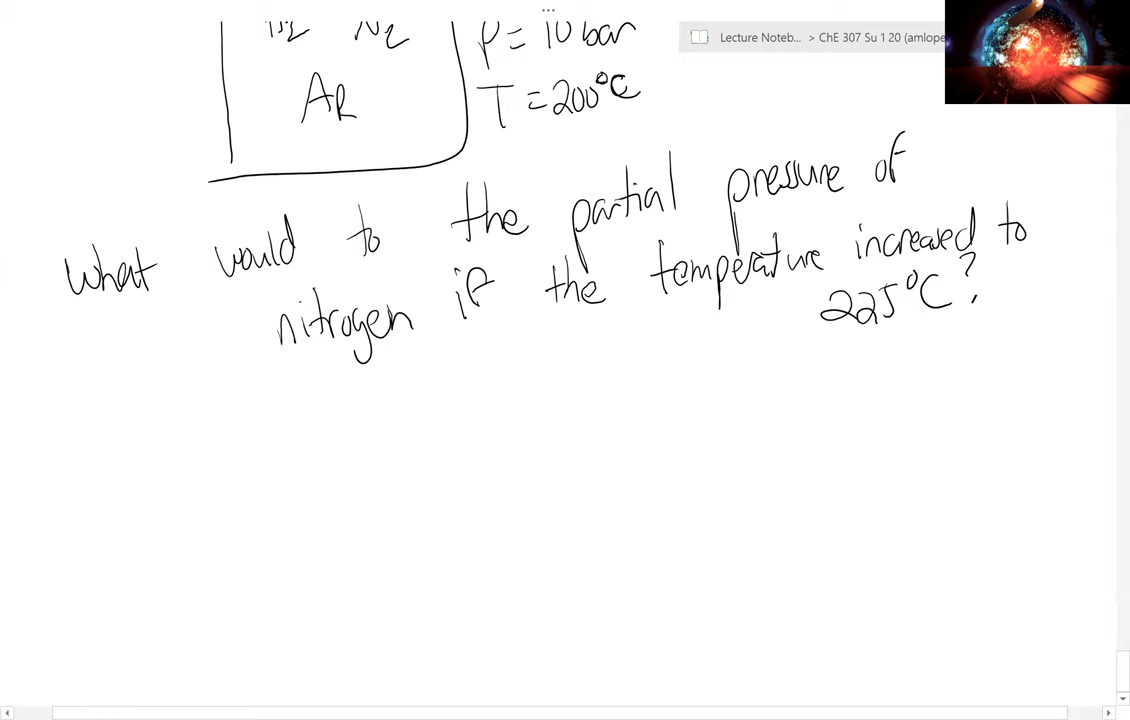 N2 P = 10 bar
Lecture Noteb... > ChE 307 Su 1 20 (amlope
AR T = 200°C
What would to the partial pressure of
nitrogen if the temperature increased to
225°C?